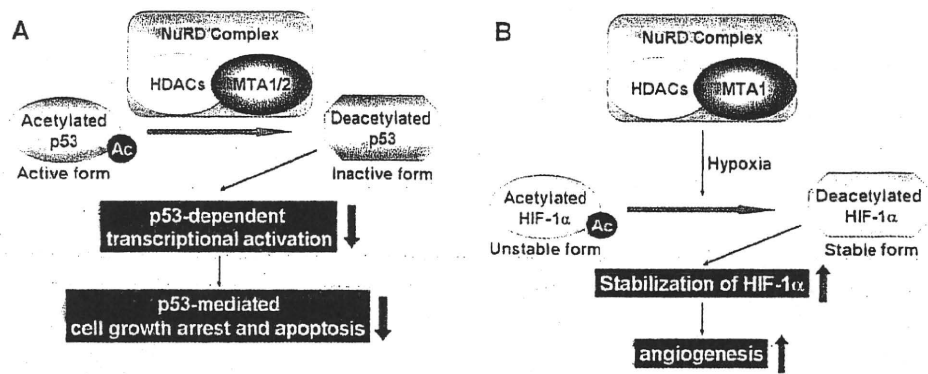 A
NuRD Complex
HDACs
MTA1/2
Acetylated
p53
Ac
Active form
Deacetylated
p53
Inactive form
p53-dependent
transcriptional activation
p53-mediated
cell growth arrest and apoptosis
B
NuRD Complex
HDACs
MTA1
Hypoxia
Acetylated
HIF-1α
Ac
Unstable form
Deacetylated
HIF-1α
Stable form
Stabilization of HIF-1α
angiogenesis